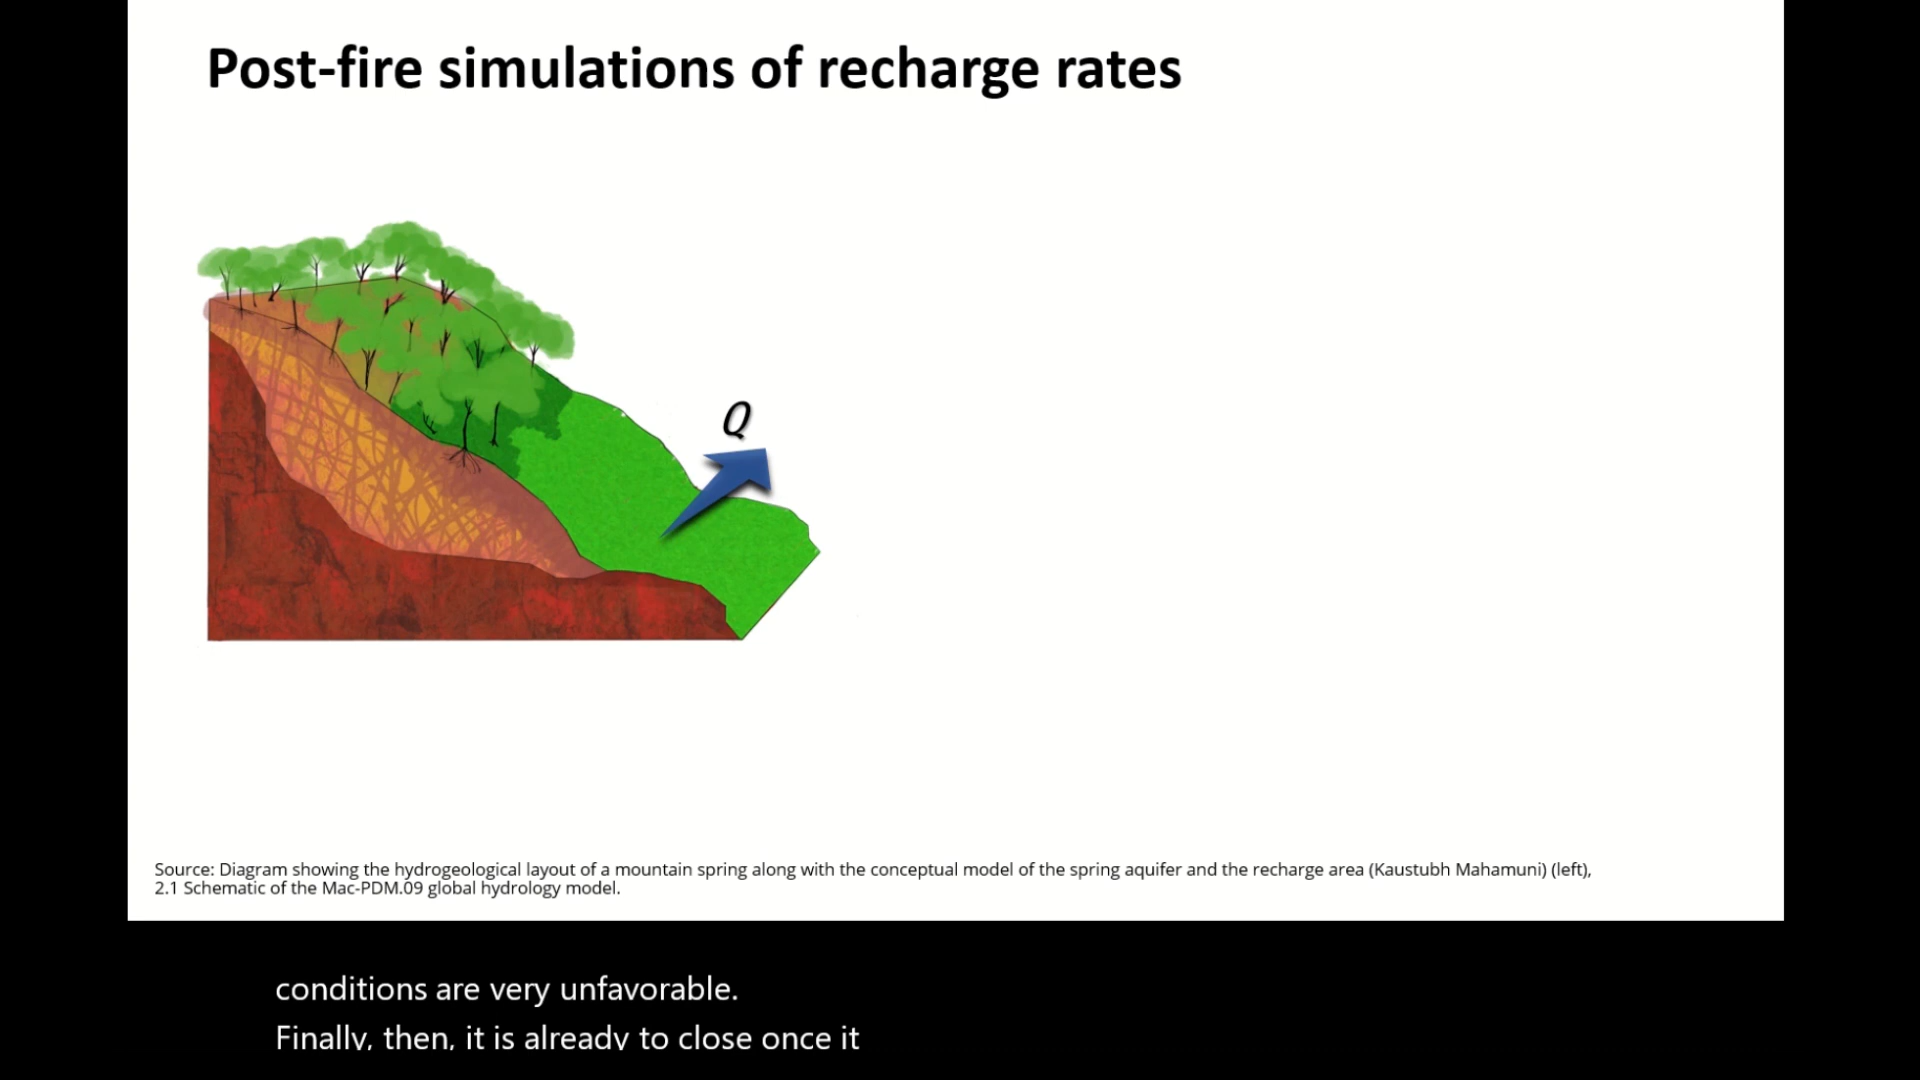 Post-fire simulations of recharge rates
Q
Source: Diagram showing the hydrogeological layout of a mountain spring along with the conceptual model of the spring aquifer and the recharge area (Kaustubh Mahamuni) (left),
2.1 Schematic of the Mac-PDM.09 global hydrology model.
conditions are very unfavorable.
Finally, then, it is already to close once it